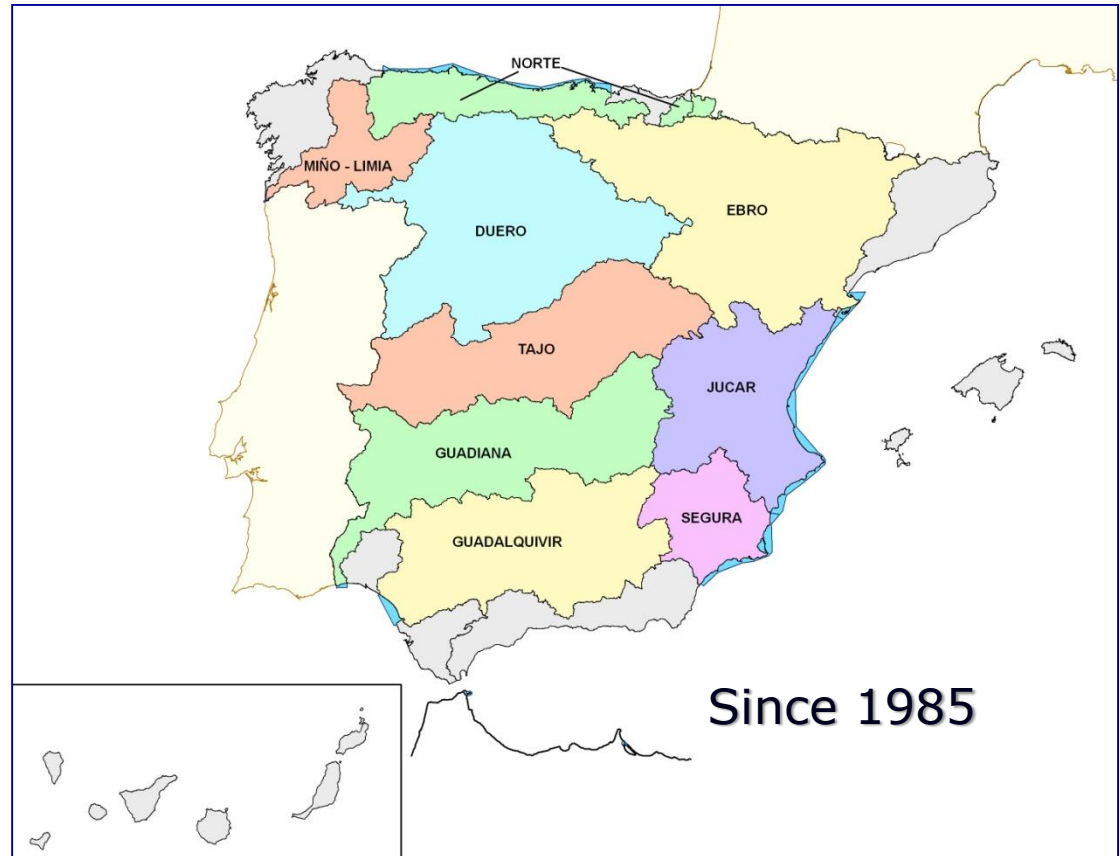 NORTE
MIÑO - LIMIA
EBRO
DUERO
TAJO
JUCAR
GUADIANA
SEGURA
GUADALQUIVIR
Since 1985